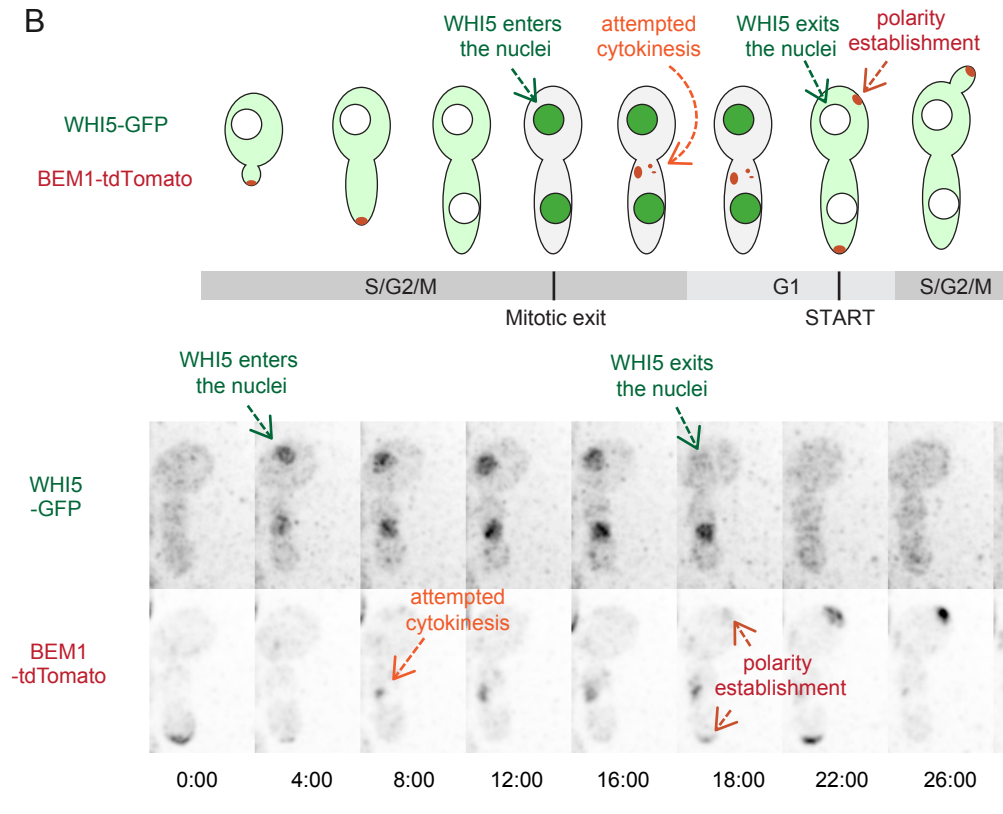 B
WHI5 enters
the nuclei
attempted
cytokinesis
WHI5 exits
the nuclei
polarity
establishment
WHI5-GFP
BEM1-tdTomato
S/G2/M
G1
S/G2/M
Mitotic exit
START
WHI5 enters
the nuclei
WHI5 exits
the nuclei
WHI5
-GFP
attempted
cytokinesis
BEM1
-tdTomato
polarity
establishment
0:00 4:00 8:00 12:00 16:00 18:00 22:00 26:00